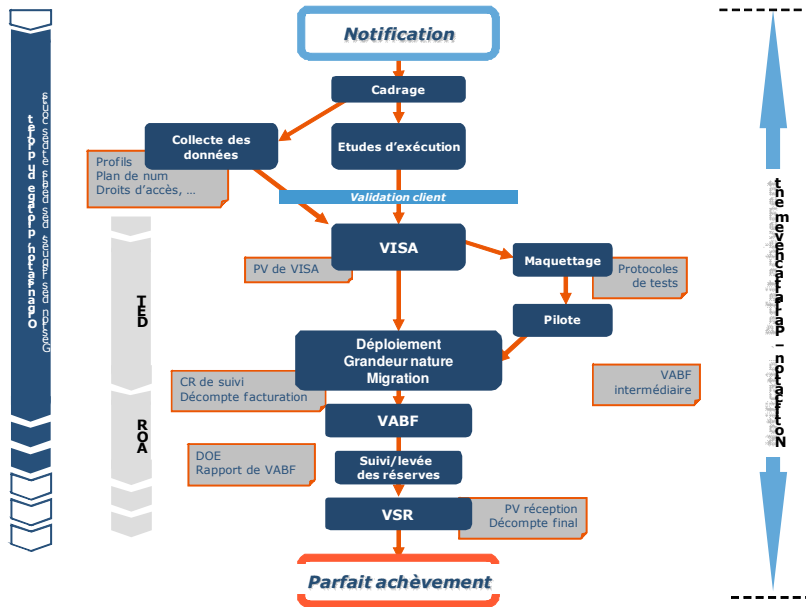 Notification
Cadrage
Collecte des
données
Etudes d’exécution
Profils
Plan de num
Droits d’accès, …
Validation client
VISA
PV de VISA
Maquettage
Protocoles
de tests
Pilote
Déploiement
Grandeur nature
Migration
CR de suivi
Décompte facturation
VABF
intermédiaire
VABF
DOE
Rapport de VABF
Suivi/levée
des réserves
VSR
PV réception
Décompte final
Parfait achèvement
DET
AOR